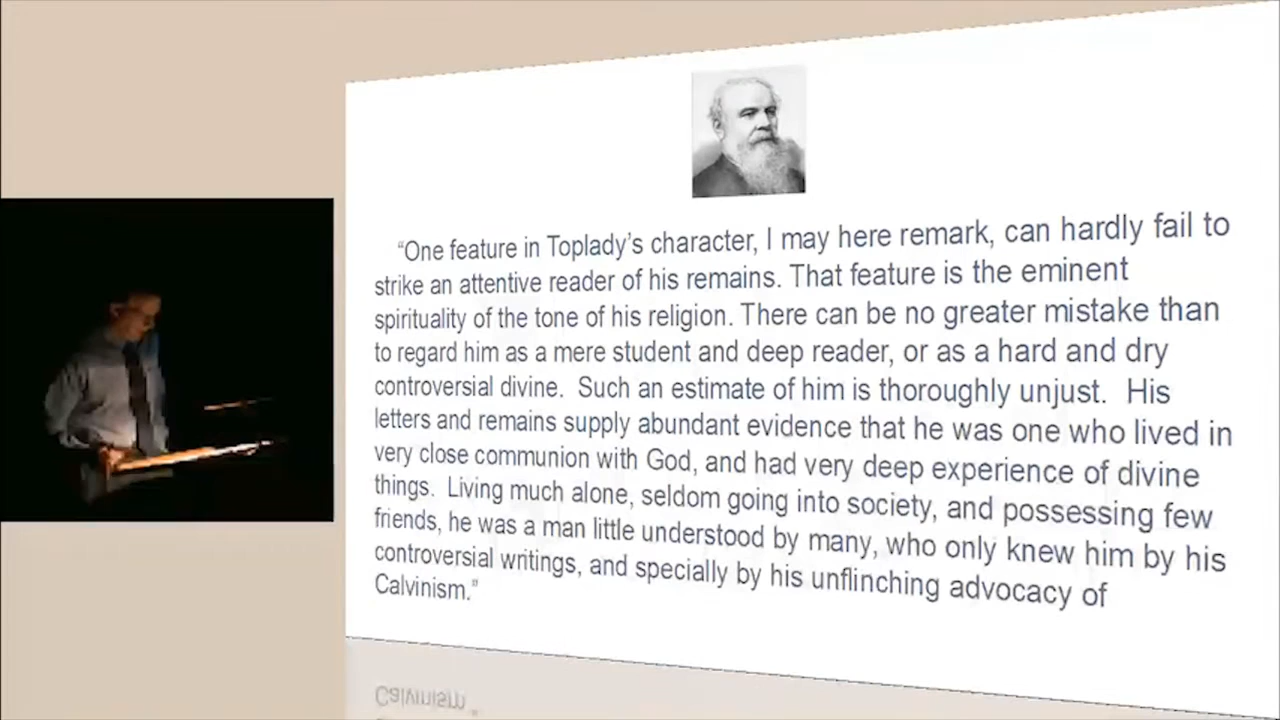 “One feature in Toplady’s character, I may here remark, can hardly fail to
strike an attentive reader of his remains. That feature is the eminent
spirituality of the tone of his religion. There can be no greater mistake than
to regard him as a mere student and deep reader, or as a hard and dry
controversial divine.  Such an estimate of him is thoroughly unjust.  His
letters and remains supply abundant evidence that he was one who lived in
very close communion with God, and had very deep experience of divine
things.  Living much alone, seldom going into society, and possessing few
friends, he was a man little understood by many, who only knew him by his
controversial writings, and specially by his unflinching advocacy of
Calvinism.”